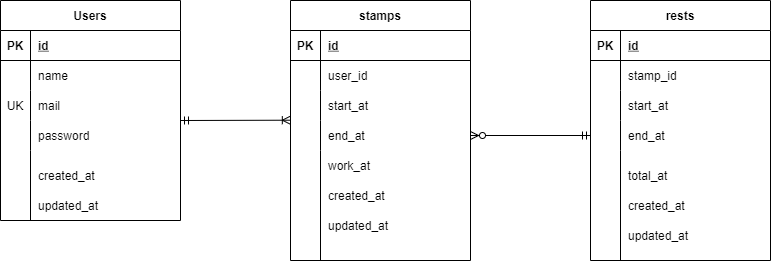 Users
PK id
name
UK mail
password
created_at
updated_at
stamps
PK id
user_id
start_at
end_at
work_at
created_at
updated_at
rests
PK id
stamp_id
start_at
end_at
total_at
created_at
updated_at